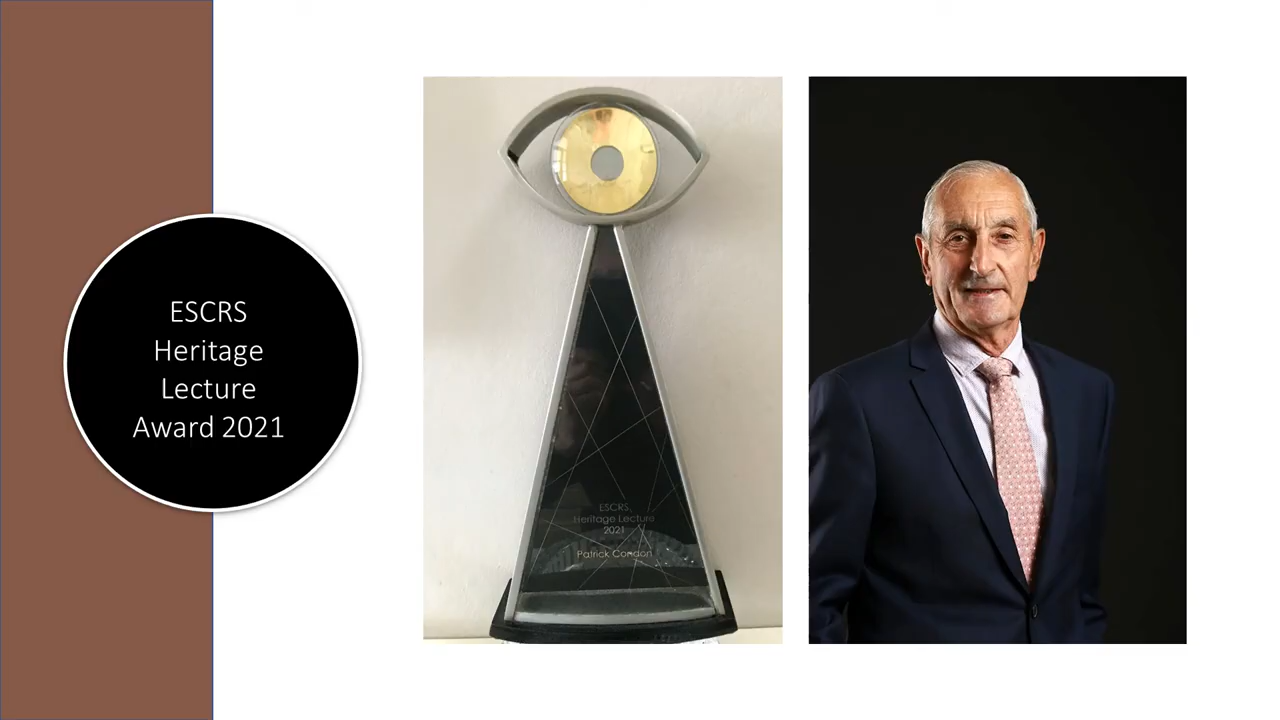 ESCRS
Heritage
Lecture
Award 2021
ESCRS
Heritage Lecture
2021
Patrick Condon